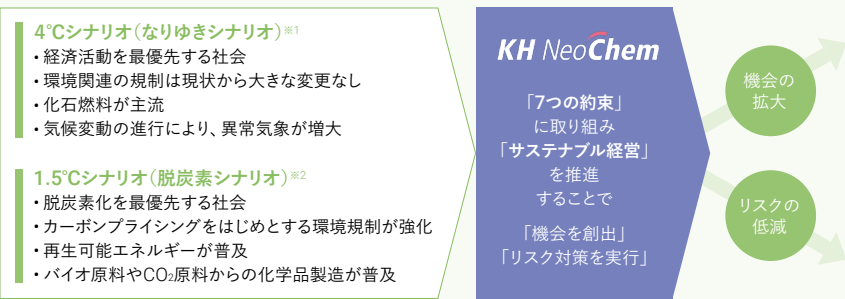 4℃シナリオ(なりゆきシナリオ)※1
・経済活動を最優先する社会
・環境関連の規制は現状から大きな変更なし
・化石燃料が主流
・気候変動の進行により、異常気象が増大
1.5℃シナリオ(脱炭素シナリオ)※2
・脱炭素化を最優先する社会
・カーボンプライシングをはじめとする環境規制が強化
・再生可能エネルギーが普及
・バイオ原料やCO₂原料からの化学品製造が普及
KH NeoChem
「7つの約束」
に取り組み
「サステナブル経営」
を推進
することで
「機会を創出」
「リスク対策を実行」
機会の
拡大
リスクの
低減